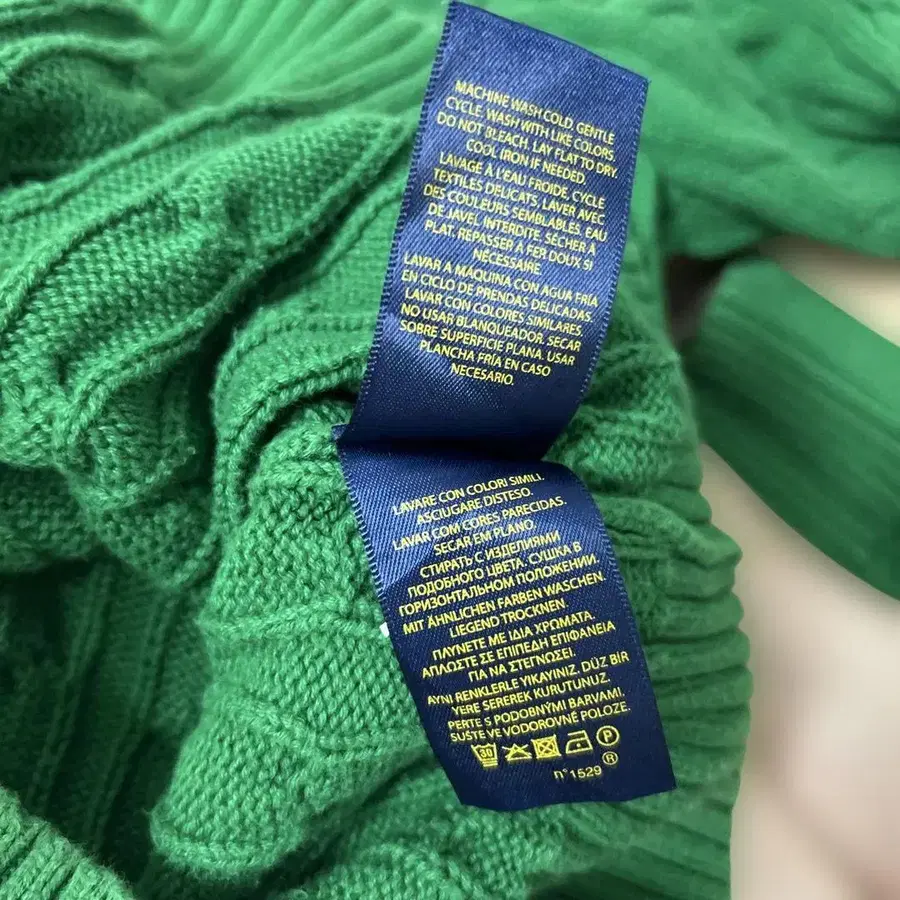 MACHINE WASH COLD. GENTLE
CYCLE. WASH WITH LIKE COLORS.
DO NOT BLEACH. LAY FLAT TO DRY.
COOL IRON IF NEEDED.
LAVAGE À L'EAU FROIDE, CYCLE
TEXTILES DELICATS, LAVER AVEC
DES COULEURS SEMBLABLES. EAU
DE JAVEL INTERDITE. SÉCHER À
PLAT. REPASSER À FER DOUX SI
NÉCESSAIRE.
LAVAR A MÁQUINA CON AGUA FRÍA
EN CICLO DE PRENDAS DELICADAS
LAVAR CON COLORES SIMILARES.
NO USAR BLANQUEADOR. SECAR
SOBRE SUPERFICIE PLANA. USAR
PLANCHA FRÍA EN CASO
NECESARIO.
LAVARE CON COLORI SIMILI.
ASCIUGARE DISTESO.
LAVAR COM CORES PARECIDAS.
SECAR EM PLANO.
СТИРАТЬ С ИЗДЕЛИЯМИ
ПОДОБНОГО ЦВЕТА. СУШКА В
ГОРИЗОНТАЛЬНОМ ПОЛОЖЕНИИ.
MIT ÄHNLICHEN FARBEN WASCHEN.
LIEGEND TROCKNEN.
ΠΛΥΝΕΤΕ ΜΕ ΙΔΙΑ ΧΡΩΜΑΤΑ.
ΑΠΛΩΣΤΕ ΣΕ ΕΠΙΠΕΔΗ ΕΠΙΦΑΝΕΙΑ
ΓΙΑ ΝΑ ΣΤΕΓΝΩΣΕΙ.
AYNI RENKLERLE YIKAYINIZ. DÜZ BİR
YERE SEREREK KURUTUNUZ.
PERTE S PODOBNÝMI BARVAMI.
SUŠTE VE VODOROVNÉ POLOZE.
30 P
n°1529 ®